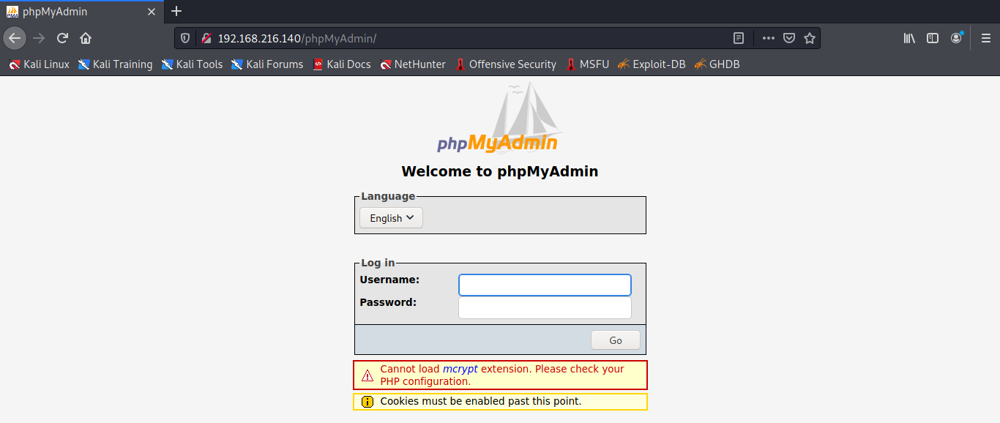 phpMyAdmin
192.168.216.140/phpMyAdmin/
Kali Linux Kali Training Kali Tools Kali Forums Kali Docs NetHunter Offensive Security MSFU Exploit-DB GHDB
phpMyAdmin
Welcome to phpMyAdmin
Language
English
Log in
Username:
Password:
Go
Cannot load mcrypt extension. Please check your
PHP configuration.
Cookies must be enabled past this point.